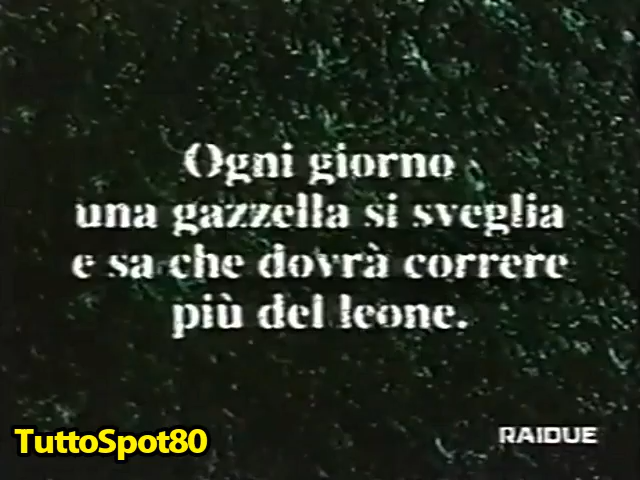 Ogni giorno
una gazzella si sveglia
e sa che dovrà correre
più del leone.
TuttoSpot80
RAIDUE